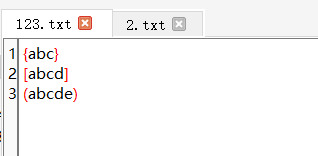 123.txt 2.txt
1 {abc}
2 [abcd]
3 (abcde)